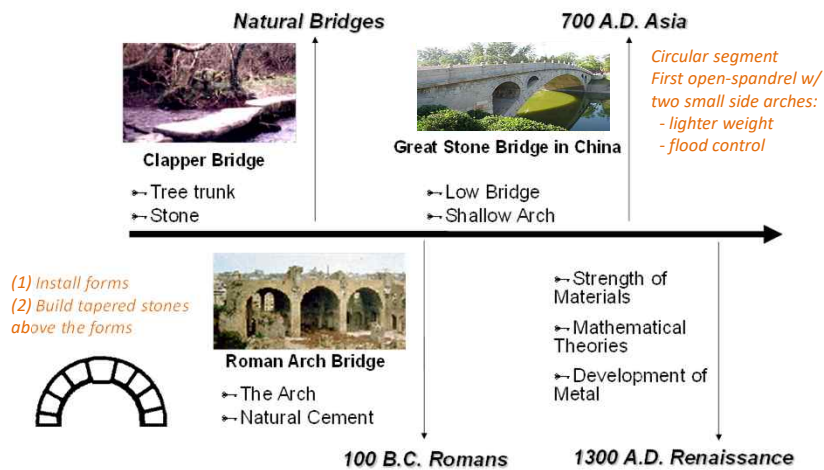 Natural Bridges
700 A.D. Asia
Circular segment
First open-spandrel w/
two small side arches:
- lighter weight
- flood control
Clapper Bridge
Tree trunk
Stone
Great Stone Bridge in China
Low Bridge
Shallow Arch
(1) Install forms
(2) Build tapered stones
above the forms
Roman Arch Bridge
The Arch
Natural Cement
Strength of
Materials
Mathematical
Theories
Development of
Metal
100 B.C. Romans
1300 A.D. Renaissance